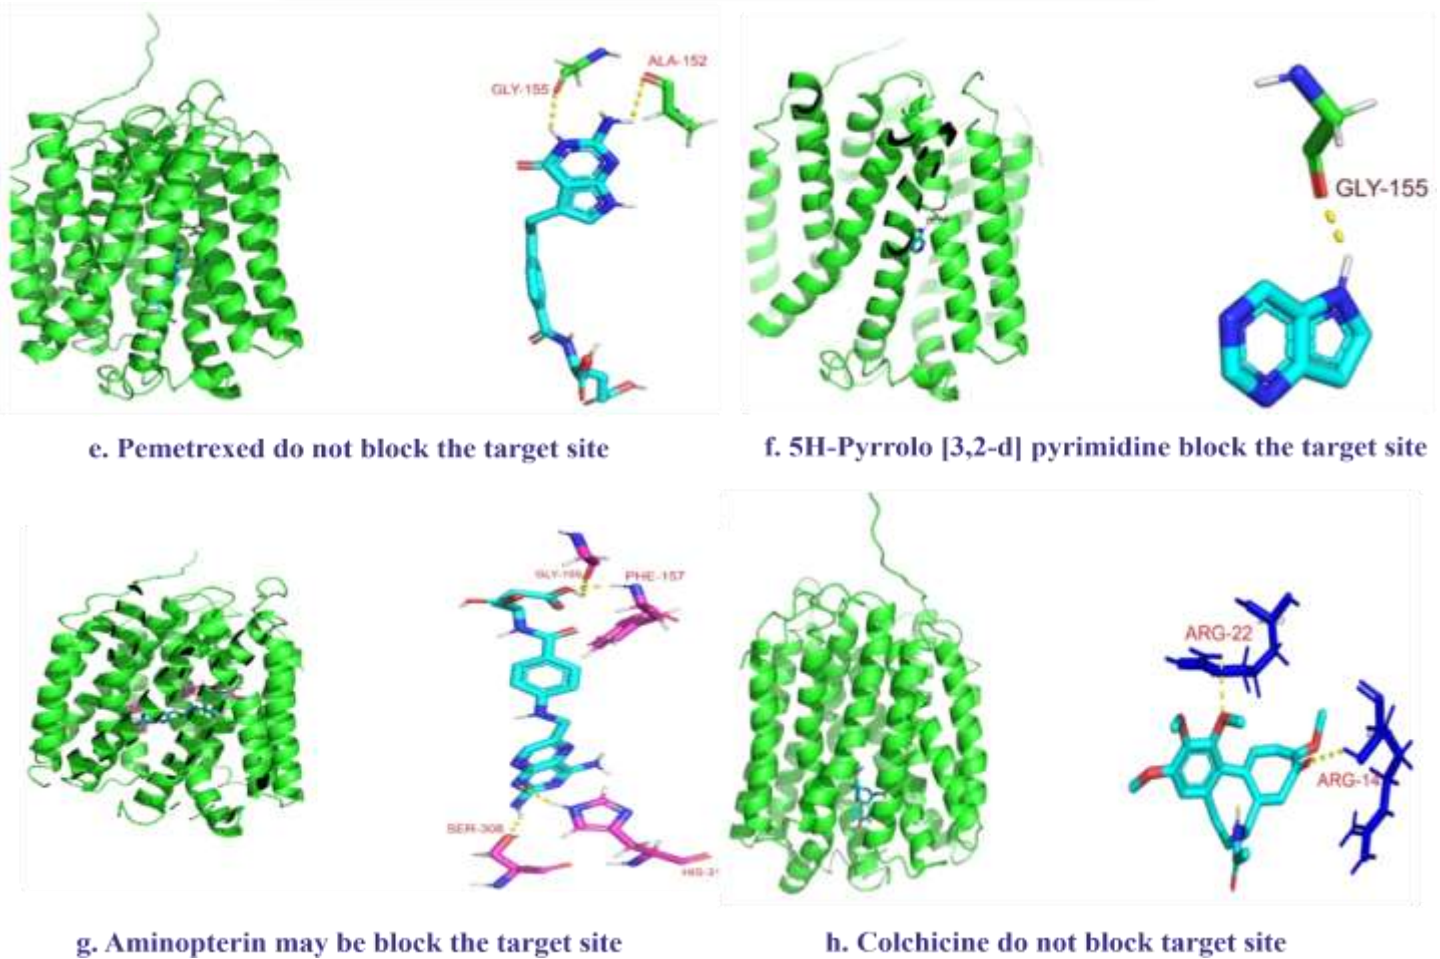 GLY-155
ALA-152
GLY-155
e. Pemetrexed do not block the target site
f. 5H-Pyrrolo [3,2-d] pyrimidine block the target site
PHE-157
SER-308
HIS-31
g. Aminopterin may be block the target site
ARG-22
ARG-14
h. Colchicine do not block target site